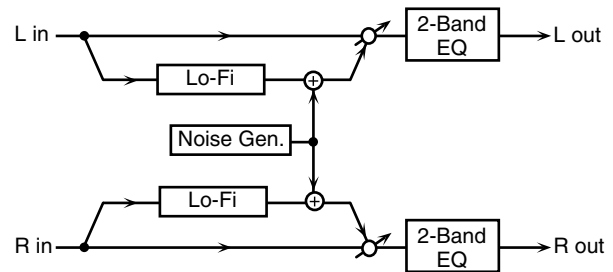 L in
2-Band
EQ
L out
Lo-Fi
+
Noise Gen.
Lo-Fi
+
R in
2-Band
EQ
R out